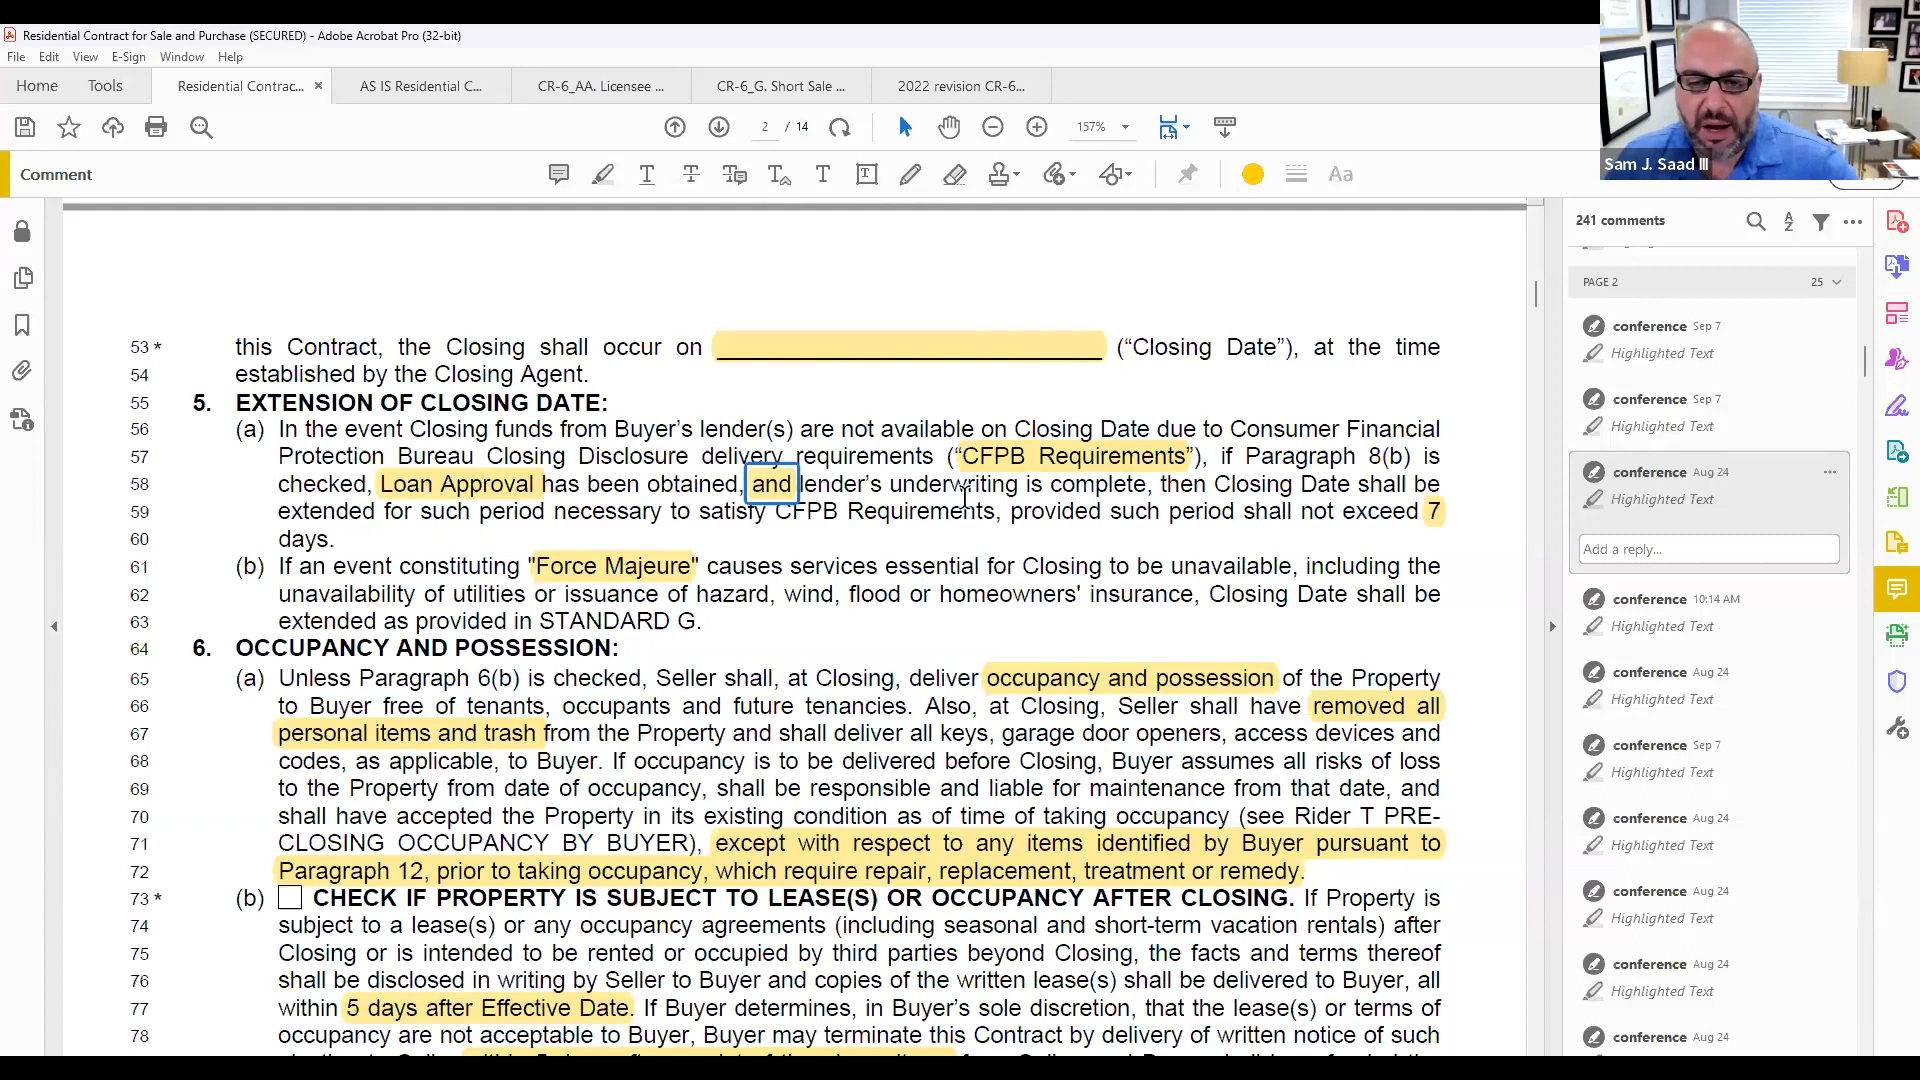 Residential Contract for Sale and Purchase (SECURED) - Adobe Acrobat Pro (32-bit)
File Edit View E-Sign Window Help
Home Tools Residential Contrac... × AS IS Residential C... CR-6_AA. Licensee ... CR-6_G. Short Sale ... 2022 revision CR-6...
2 / 14 157%
Sam J. Saad III
Comment Aa
241 comments
PAGE 2 25
conference Sep 7
Highlighted Text
conference Sep 7
Highlighted Text
conference Aug 24
Highlighted Text
Add a reply...
conference 10:14 AM
Highlighted Text
conference Aug 24
Highlighted Text
conference Sep 7
Highlighted Text
conference Aug 24
Highlighted Text
conference Aug 24
Highlighted Text
conference Aug 24
Highlighted Text
conference Aug 24
53 * this Contract, the Closing shall occur on ____________________________ (“Closing Date”), at the time
54 established by the Closing Agent.
55 5. EXTENSION OF CLOSING DATE:
56 (a) In the event Closing funds from Buyer’s lender(s) are not available on Closing Date due to Consumer Financial
57 Protection Bureau Closing Disclosure delivery requirements (“CFPB Requirements”), if Paragraph 8(b) is
58 checked, Loan Approval has been obtained, and lender’s underwriting is complete, then Closing Date shall be
59 extended for such period necessary to satisfy CFPB Requirements, provided such period shall not exceed 7
60 days.
61 (b) If an event constituting "Force Majeure" causes services essential for Closing to be unavailable, including the
62 unavailability of utilities or issuance of hazard, wind, flood or homeowners' insurance, Closing Date shall be
63 extended as provided in STANDARD G.
64 6. OCCUPANCY AND POSSESSION:
65 (a) Unless Paragraph 6(b) is checked, Seller shall, at Closing, deliver occupancy and possession of the Property
66 to Buyer free of tenants, occupants and future tenancies. Also, at Closing, Seller shall have removed all
67 personal items and trash from the Property and shall deliver all keys, garage door openers, access devices and
68 codes, as applicable, to Buyer. If occupancy is to be delivered before Closing, Buyer assumes all risks of loss
69 to the Property from date of occupancy, shall be responsible and liable for maintenance from that date, and
70 shall have accepted the Property in its existing condition as of time of taking occupancy (see Rider T PRE-
71 CLOSING OCCUPANCY BY BUYER), except with respect to any items identified by Buyer pursuant to
72 Paragraph 12, prior to taking occupancy, which require repair, replacement, treatment or remedy.
73 * (b) CHECK IF PROPERTY IS SUBJECT TO LEASE(S) OR OCCUPANCY AFTER CLOSING. If Property is
74 subject to a lease(s) or any occupancy agreements (including seasonal and short-term vacation rentals) after
75 Closing or is intended to be rented or occupied by third parties beyond Closing, the facts and terms thereof
76 shall be disclosed in writing by Seller to Buyer and copies of the written lease(s) shall be delivered to Buyer, all
77 within 5 days after Effective Date. If Buyer determines, in Buyer’s sole discretion, that the lease(s) or terms of
78 occupancy are not acceptable to Buyer, Buyer may terminate this Contract by delivery of written notice of such